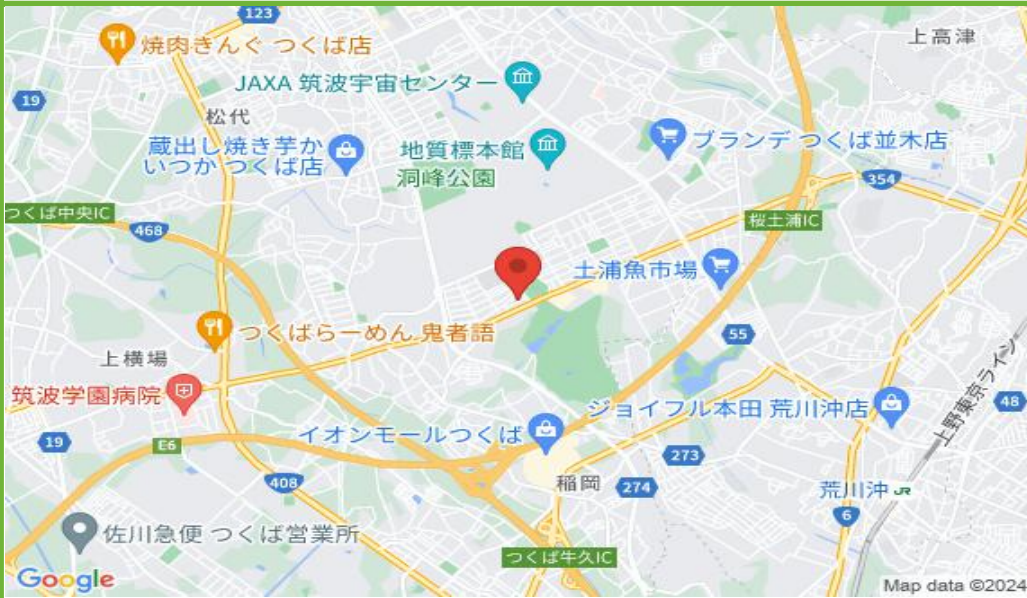 123
上高津
焼肉きんぐ つくば店
JAXA 筑波宇宙センター
19
松代
蔵出し焼き芋か
いつか つくば店
地質標本館
洞峰公園
ブランデ つくば並木店
354
つくば中央IC
468
桜土浦IC
土浦魚市場
つくばらーめん 鬼者語
55
上横場
筑波学園病院
ジョイフル本田 荒川沖店
上野東京ライン
48
イオンモールつくば
19
E6
273
408
稲岡
274
荒川沖 JR
6
佐川急便 つくば営業所
つくば牛久IC
Google
Map data ©2024